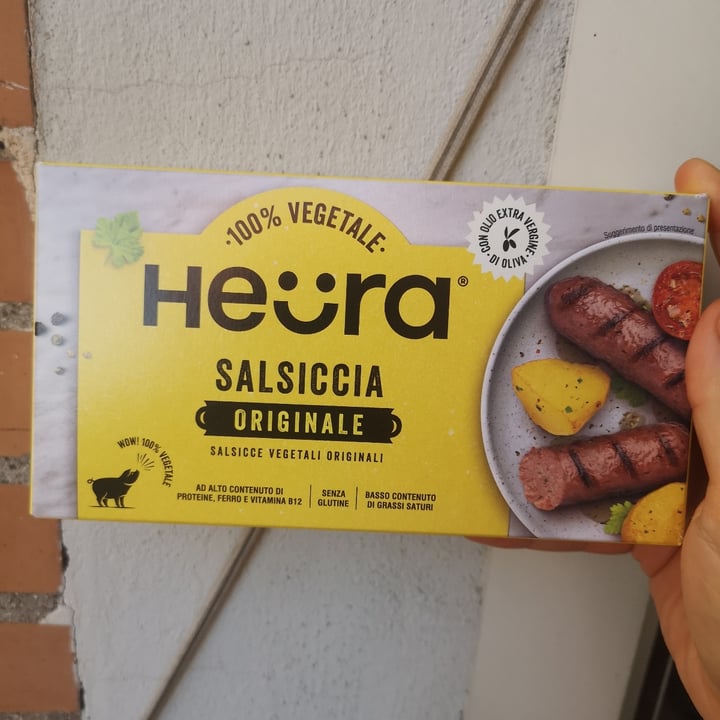 ·100% VEGETALE·
Heüra®
SALSICCIA
ORIGINALE
SALSICCE VEGETALI ORIGINALI
WOW! 100% VEGETALE
AD ALTO CONTENUTO DI
PROTEINE, FERRO E VITAMINA B12
SENZA
GLUTINE
BASSO CONTENUTO
DI GRASSI SATURI
·CON OLIO EXTRA VERGINE·
DI OLIVA
Suggerimento di presentazione